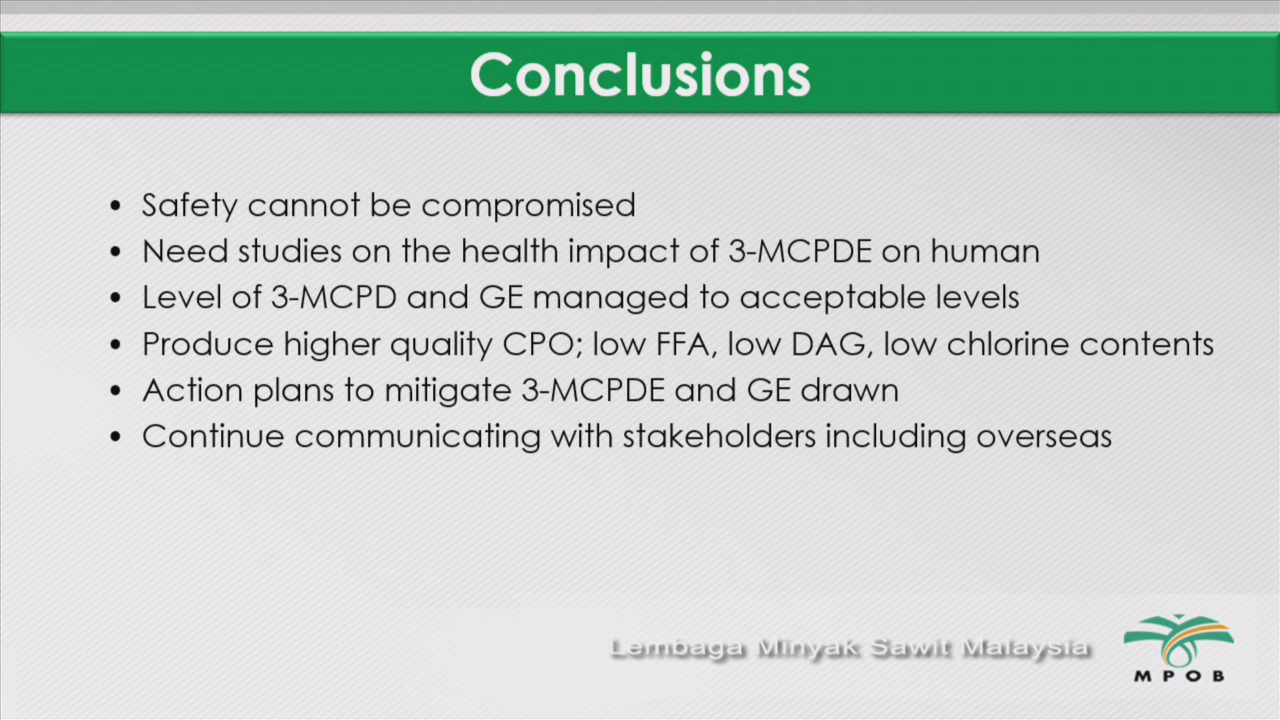 Conclusions
• Safety cannot be compromised
• Need studies on the health impact of 3-MCPDE on human
• Level of 3-MCPD and GE managed to acceptable levels
• Produce higher quality CPO; low FFA, low DAG, low chlorine contents
• Action plans to mitigate 3-MCPDE and GE drawn
• Continue communicating with stakeholders including overseas
Lembaga Minyak Sawit Malaysia
MPOB